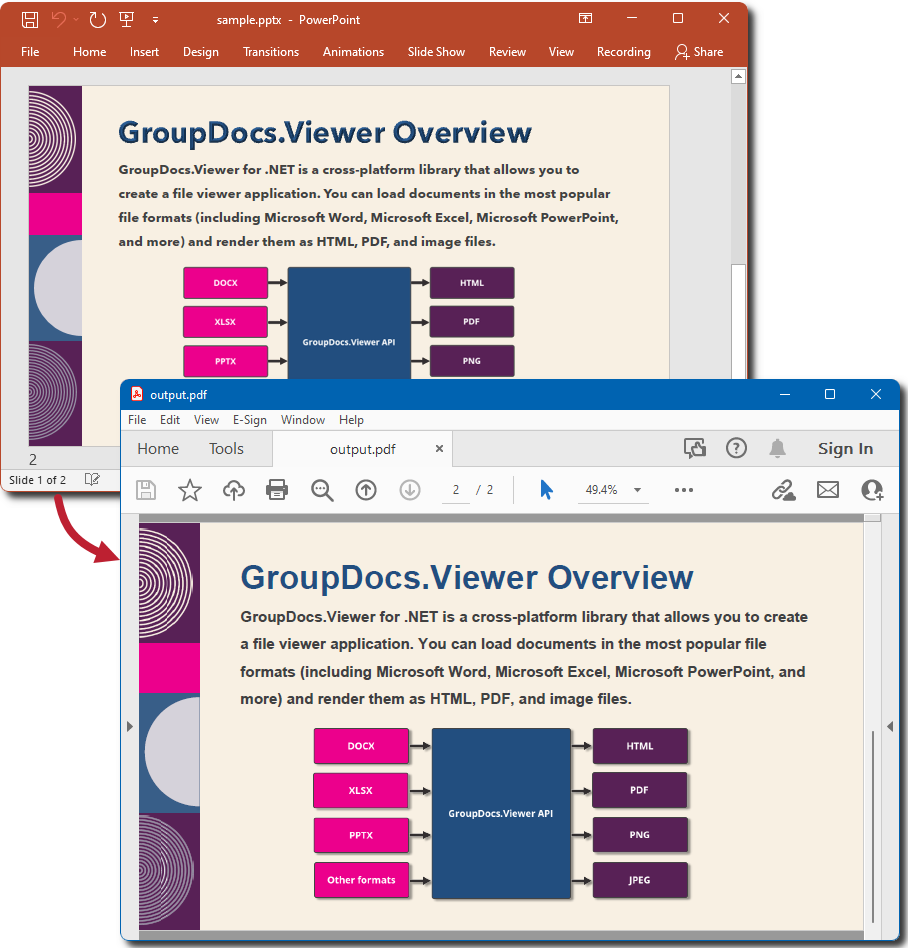 sample.pptx - PowerPoint
File Home Insert Design Transitions Animations Slide Show Review View Recording Share
GroupDocs.Viewer Overview
GroupDocs.Viewer for .NET is a cross-platform library that allows you to
create a file viewer application. You can load documents in the most popular
file formats (including Microsoft Word, Microsoft Excel, Microsoft PowerPoint,
and more) and render them as HTML, PDF, and image files.
DOCX HTML
XLSX PDF
GroupDocs.Viewer API
PPTX PNG
2
Slide 1 of 2
output.pdf
File Edit View E-Sign Window Help
Home Tools output.pdf Sign In
2 / 2 49.4%
GroupDocs.Viewer Overview
GroupDocs.Viewer for .NET is a cross-platform library that allows you to create
a file viewer application. You can load documents in the most popular file
formats (including Microsoft Word, Microsoft Excel, Microsoft PowerPoint, and
more) and render them as HTML, PDF, and image files.
DOCX HTML
XLSX PDF
GroupDocs.Viewer API
PPTX PNG
Other formats JPEG